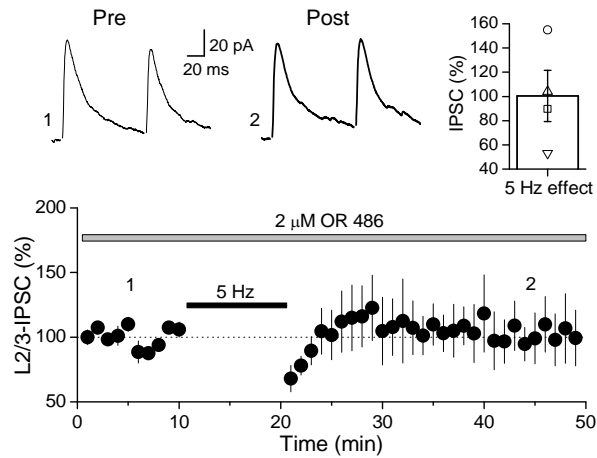 Pre
Post
20 pA
20 ms
1
2
160
140
120
100
80
60
40
IPSC (%)
5 Hz effect
200
150
100
50
L2/3-IPSC (%)
2 μM OR 486
1
5 Hz
2
0 10 20 30 40 50
Time (min)